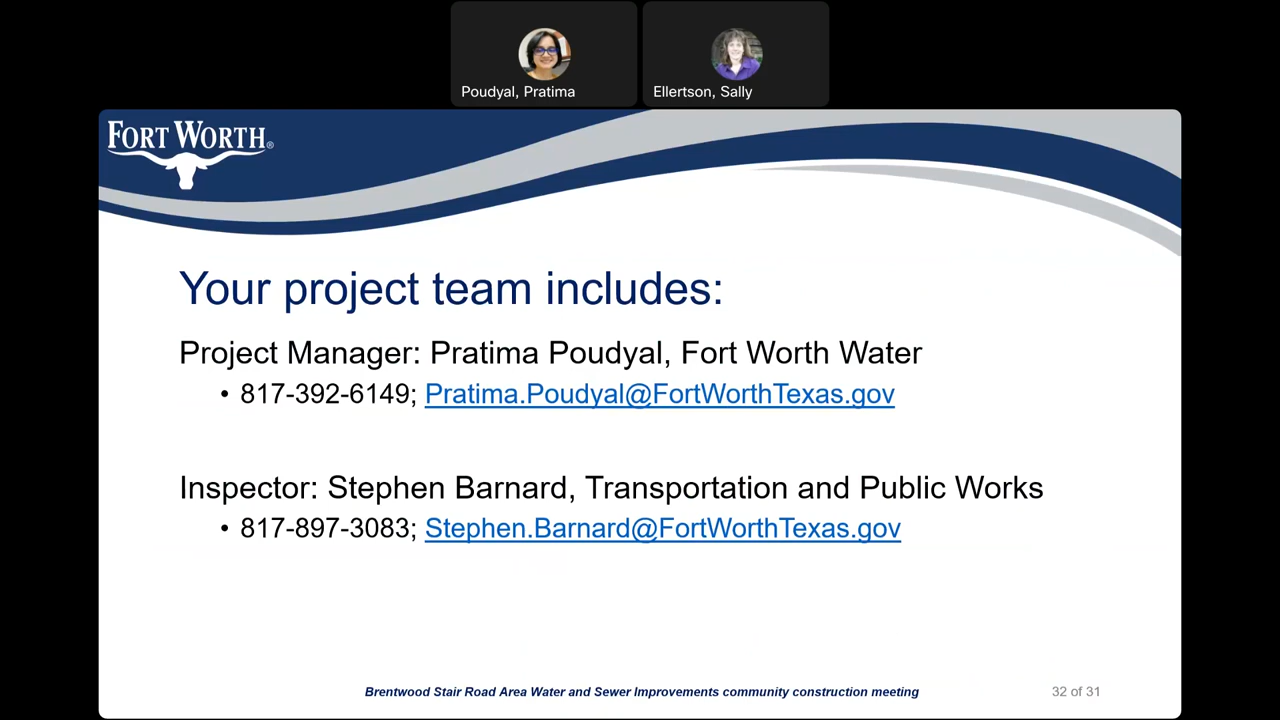 Poudyal, Pratima
Ellertson, Sally
FORT WORTH®
Your project team includes:
Project Manager: Pratima Poudyal, Fort Worth Water
• 817-392-6149; Pratima.Poudyal@FortWorthTexas.gov
Inspector: Stephen Barnard, Transportation and Public Works
• 817-897-3083; Stephen.Barnard@FortWorthTexas.gov
Brentwood Stair Road Area Water and Sewer Improvements community construction meeting
32 of 31